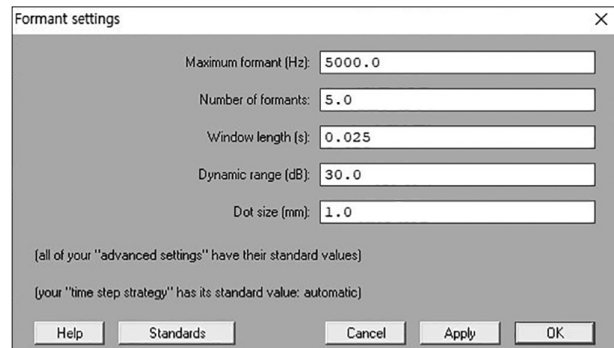 Formant settings
Maximum formant (Hz): 5000.0
Number of formants: 5.0
Window length (s): 0.025
Dynamic range (dB): 30.0
Dot size (mm): 1.0
(all of your "advanced settings" have their standard values)
(your "time step strategy" has its standard value: automatic)
Help Standards Cancel Apply OK